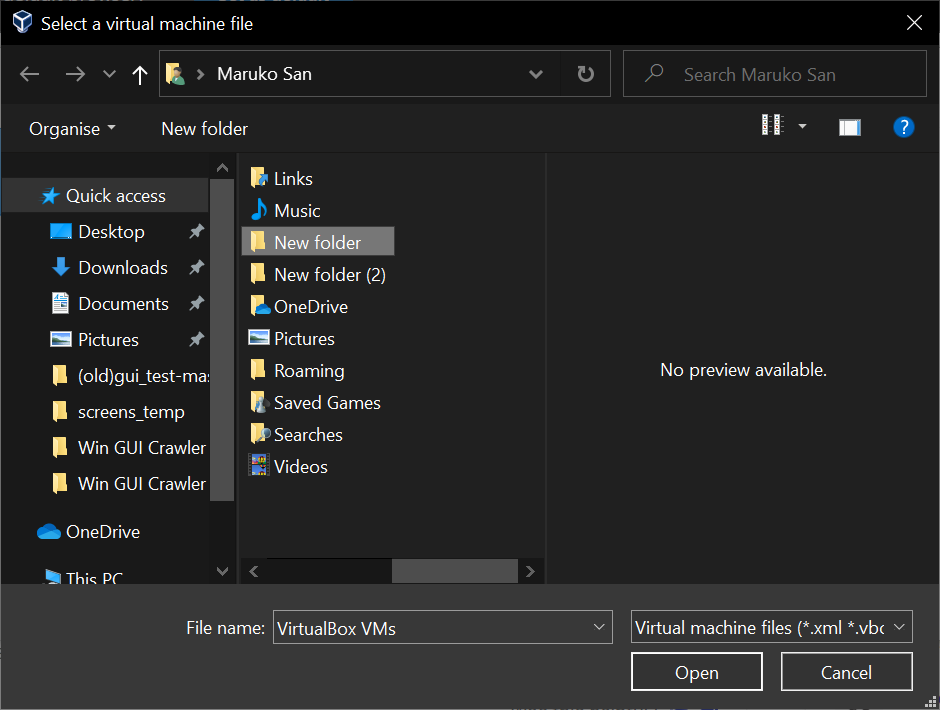 Select a virtual machine file
Maruko San
Search Maruko San
Organise
New folder
?
Quick access
Desktop
Downloads
Documents
Pictures
(old)gui_test-mas
screens_temp
Win GUI Crawler
Win GUI Crawler
OneDrive
This PC
Links
Music
New folder
New folder (2)
OneDrive
Pictures
Roaming
Saved Games
Searches
Videos
No preview available.
File name:
VirtualBox VMs
Virtual machine files (*.xml *.vbo
Open
Cancel